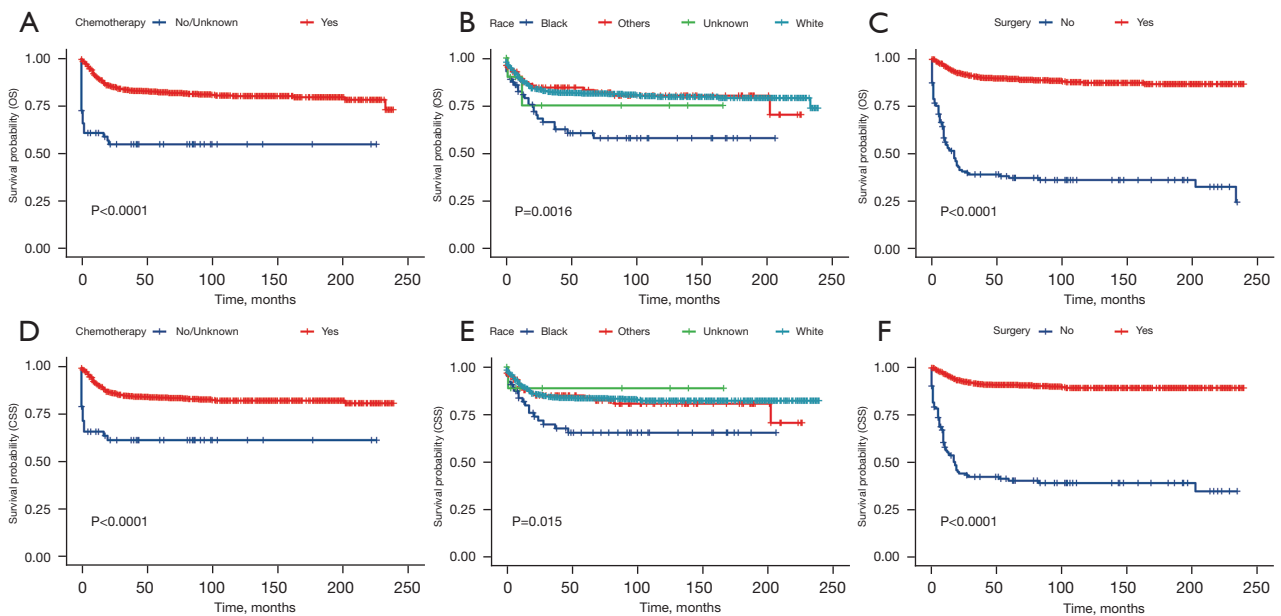 A
Chemotherapy No/Unknown Yes
Survival probability (OS)
1.00
0.75
0.50
0.25
0.00
P<0.0001
0 50 100 150 200 250
Time, months
B
Race Black Others Unknown White
Survival probability (OS)
1.00
0.75
0.50
0.25
0.00
P=0.0016
0 50 100 150 200 250
Time, months
C
Surgery No Yes
Survival probability (OS)
1.00
0.75
0.50
0.25
0.00
P<0.0001
0 50 100 150 200 250
Time, months
D
Chemotherapy No/Unknown Yes
Survival probability (CSS)
1.00
0.75
0.50
0.25
0.00
P<0.0001
0 50 100 150 200 250
Time, months
E
Race Black Others Unknown White
Survival probability (CSS)
1.00
0.75
0.50
0.25
0.00
P=0.015
0 50 100 150 200 250
Time, months
F
Surgery No Yes
Survival probability (CSS)
1.00
0.75
0.50
0.25
0.00
P<0.0001
0 50 100 150 200 250
Time, months